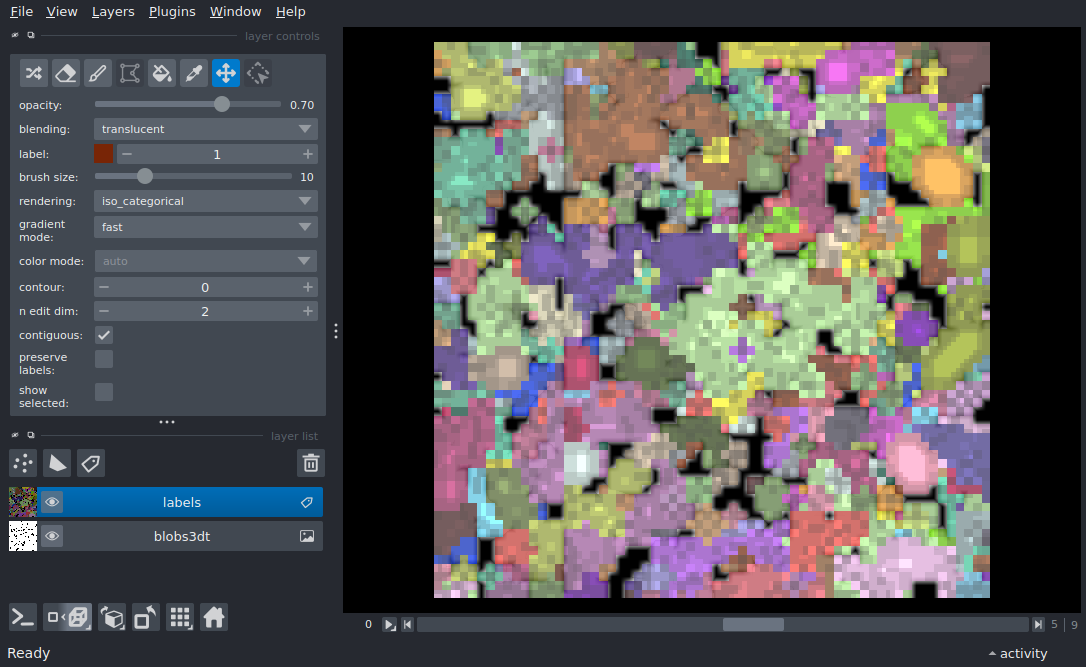 File View Layers Plugins Window Help
layer controls
opacity: 0.70
blending: translucent
label: 1
brush size: 10
rendering: iso_categorical
gradient
mode: fast
color mode: auto
contour: 0
n edit dim: 2
contiguous:
preserve
labels:
show
selected:
layer list
labels
blobs3dt
0 5 9
Ready activity